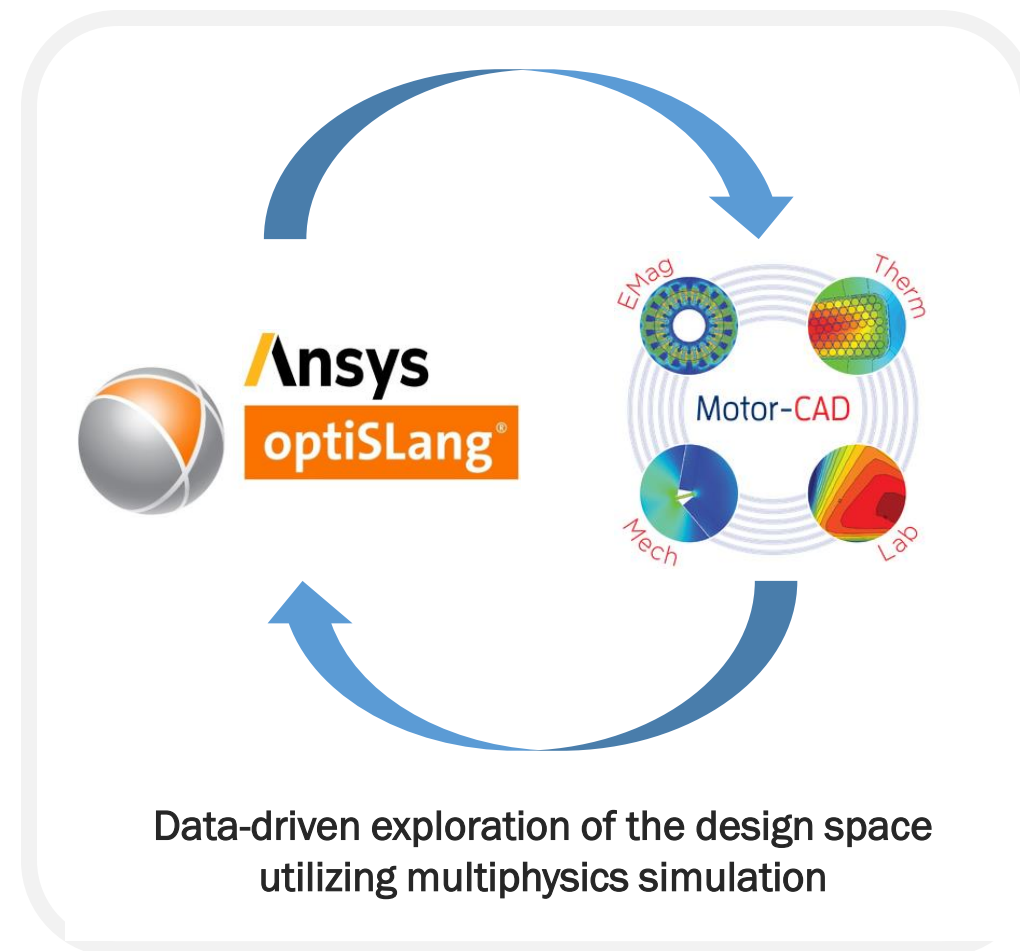 EMag
Therm
Ansys
optiSLang®
Motor-CAD
Mech
Lab
Data-driven exploration of the design space
utilizing multiphysics simulation